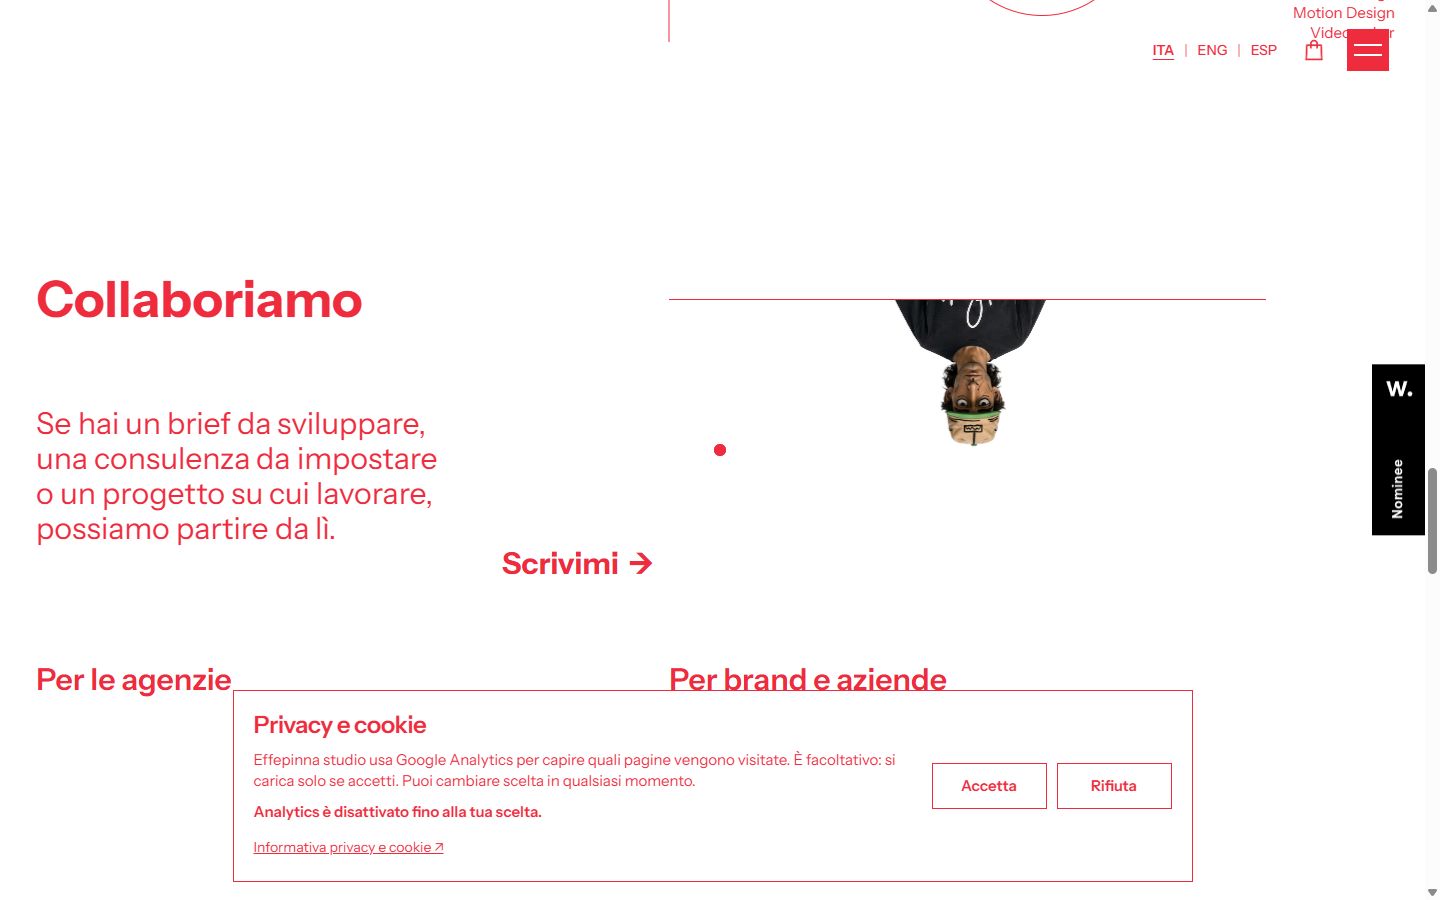 Motion Design
ITA | ENG | ESP
Collaboriamo
Se hai un brief da sviluppare,
una consulenza da impostare
o un progetto su cui lavorare,
possiamo partire da lì.
Scrivimi →
W.
Nominee
Per le agenzie
Per brand e aziende
Privacy e cookie
Effepinna studio usa Google Analytics per capire quali pagine vengono visitate. È facoltativo: si
carica solo se accetti. Puoi cambiare scelta in qualsiasi momento.
Analytics è disattivato fino alla tua scelta.
Informativa privacy e cookie ↗
Accetta
Rifiuta